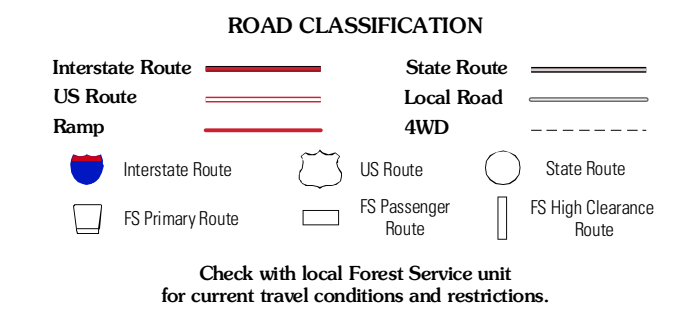 ROAD CLASSIFICATION
Interstate Route
State Route
US Route
Local Road
Ramp
4WD
Interstate Route
US Route
State Route
FS Primary Route
FS Passenger
Route
FS High Clearance
Route
Check with local Forest Service unit
for current travel conditions and restrictions.